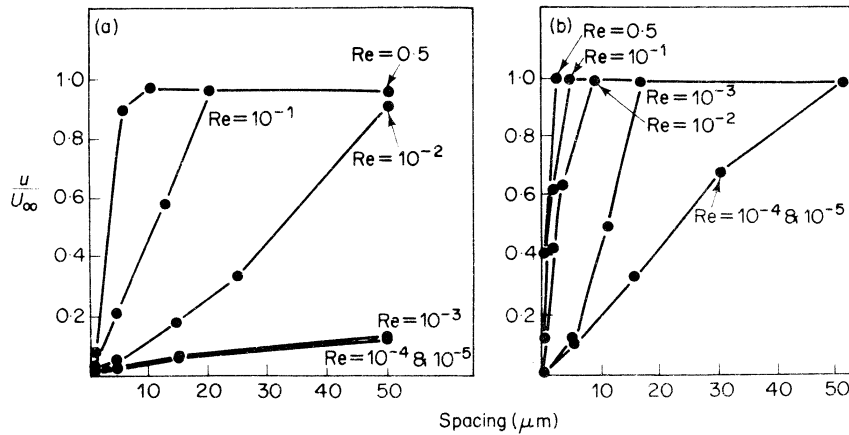 (a)
Re=0·5
1·0
Re=10⁻¹
0·8
Re=10⁻²
u/U∞
0·6
0·4
0·2
Re=10⁻³
Re=10⁻⁴ & 10⁻⁵
0 10 20 30 40 50
(b)
Re=0·5
Re=10⁻¹
1·0
Re=10⁻³
Re=10⁻²
0·8
0·6
Re=10⁻⁴ & 10⁻⁵
0·4
0·2
0 10 20 30 40 50
Spacing (μm)